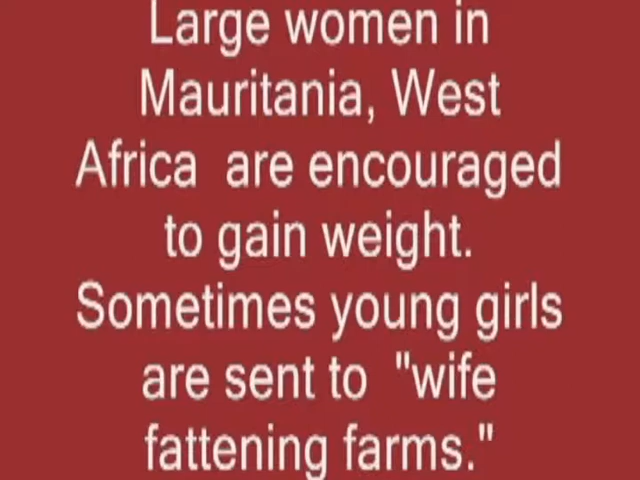 Large women in
Mauritania, West
Africa are encouraged
to gain weight.
Sometimes young girls
are sent to "wife
fattening farms."